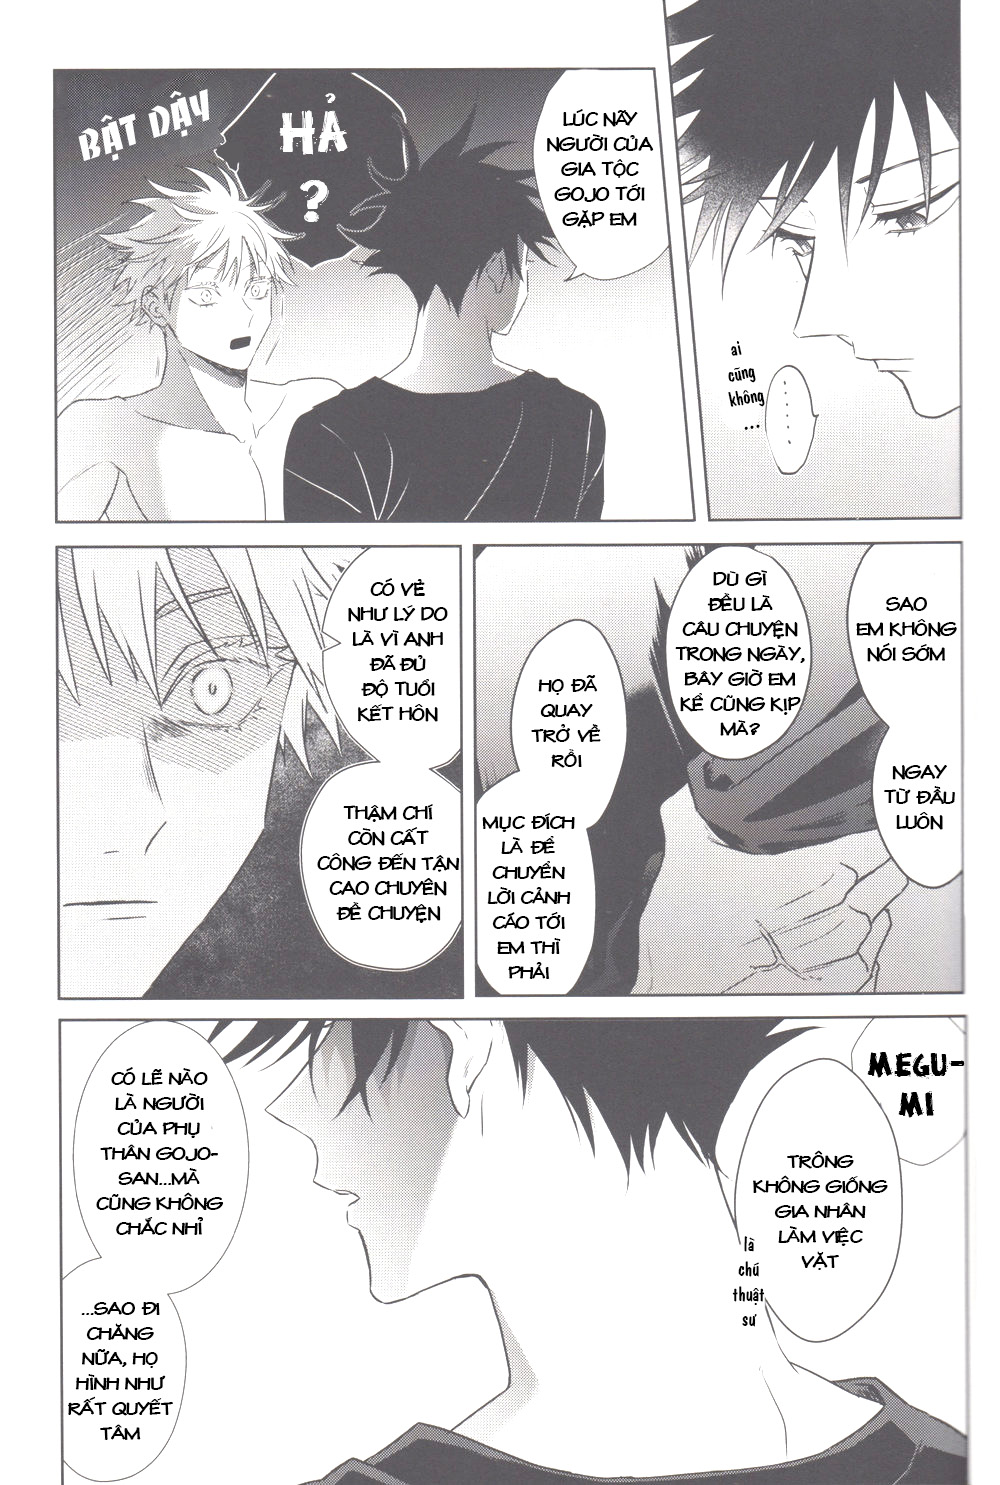 ai
cũng
không
...
......
LÚC NÃY
NGƯỜI CỦA
GIA TỘC
GOJO TỚI
GẶP EM
HẢ
?
BẬT DẬY
SAO
EM KHÔNG
NÓI SỚM
NGAY
TỪ ĐẦU
LUÔN
DÙ GÌ
ĐỀU LÀ
CÂU CHUYỆN
TRONG NGÀY,
BÂY GIỜ EM
KỂ CŨNG KỊP
MÀ?
HỌ ĐÃ
QUAY
TRỞ VỀ
RỒI
MỤC ĐÍCH
LÀ ĐỂ
CHUYỂN
LỜI CẢNH
CÁO TỚI
EM THÌ
PHẢI
CÓ VẺ
NHƯ LÝ DO
LÀ VÌ ANH
ĐÃ ĐỦ
ĐỘ TUỔI
KẾT HÔN
THẬM CHÍ
CÒN CẤT
CÔNG ĐẾN TẬN
CAO CHUYÊN
ĐỂ CHUYỆN
MEGU-
MI
TRÔNG
KHÔNG GIỐNG
GIA NHÂN
LÀM VIỆC
VẶT
là
chú
thuật
sư
CÓ LẼ NÀO
LÀ NGƯỜI
CỦA PHỤ
THÂN GOJO-
SAN...MÀ
CŨNG KHÔNG
CHẮC NHỈ
...SAO ĐI
CHĂNG
NỮA, HỌ
HÌNH NHƯ
RẤT QUYẾT
TÂM